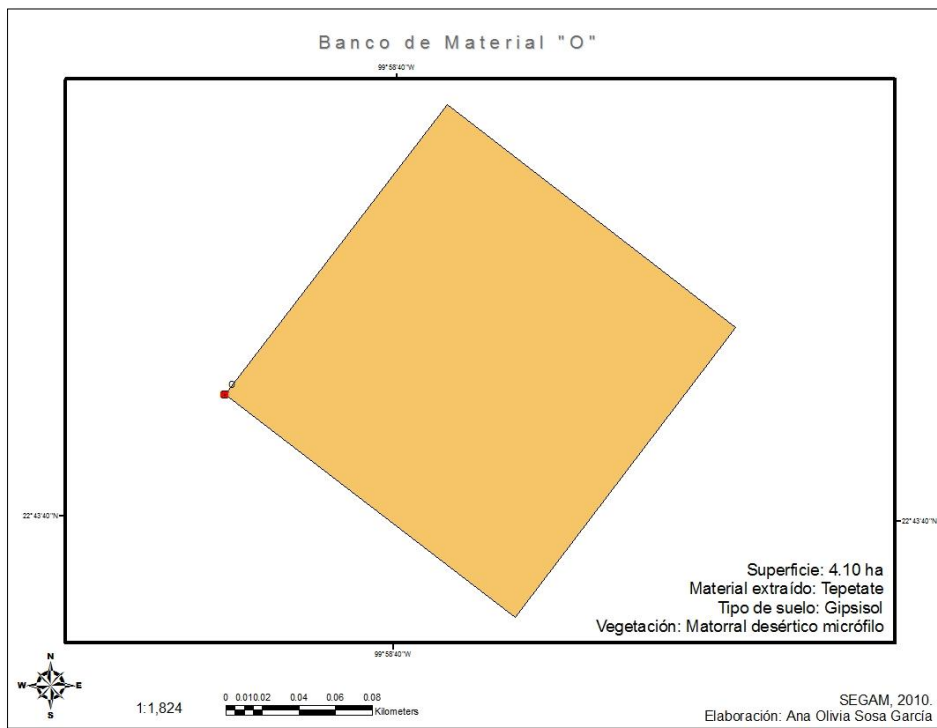 Banco de Material "O"
99°58'40"W
O
22°43'40"N
22°43'40"N
Superficie: 4.10 ha
Material extraído: Tepetate
Tipo de suelo: Gipsisol
Vegetación: Matorral desértico micrófilo
99°58'40"W
N
W E
S
1:1,824
0 0.010.02 0.04 0.06 0.08
Kilometers
SEGAM, 2010.
Elaboración: Ana Olivia Sosa García